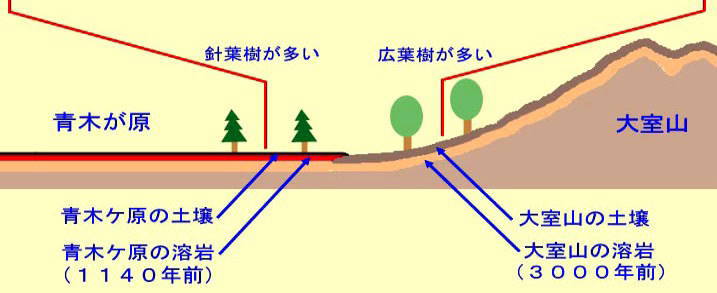 針葉樹が多い
広葉樹が多い
青木が原
大室山
青木ケ原の土壌
大室山の土壌
青木ケ原の溶岩
（１１４０年前）
大室山の溶岩
（３０００年前）